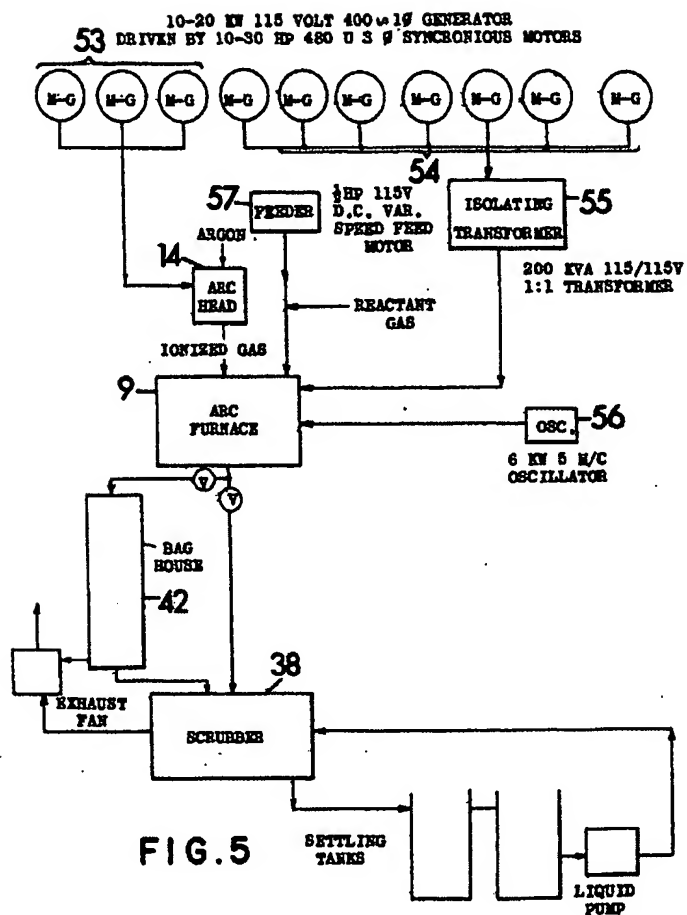 10-20 KW 115 VOLT 400 ∿ 1Ø GENERATOR
53 DRIVEN BY 10-30 HP 480 U 3 Ø SYNCRONIOUS MOTORS
M-G M-G M-G M-G M-G M-G M-G M-G M-G M-G
54
57 FEEDER
½HP 115V
D.C. VAR.
SPEED FEED
MOTOR
ISOLATING
TRANSFORMER
55
200 KVA 115/115V
1:1 TRANSFORMER
ARGON
14
ARC
HEAD
REACTANT
GAS
IONIZED GAS
9
ARC
FURNACE
OSC. 56
6 KW 5 M/C
OSCILLATOR
V
V
BAG
HOUSE
42
EXHAUST
FAN
38
SCRUBBER
FIG.5
SETTLING
TANKS
LIQUID
PUMP